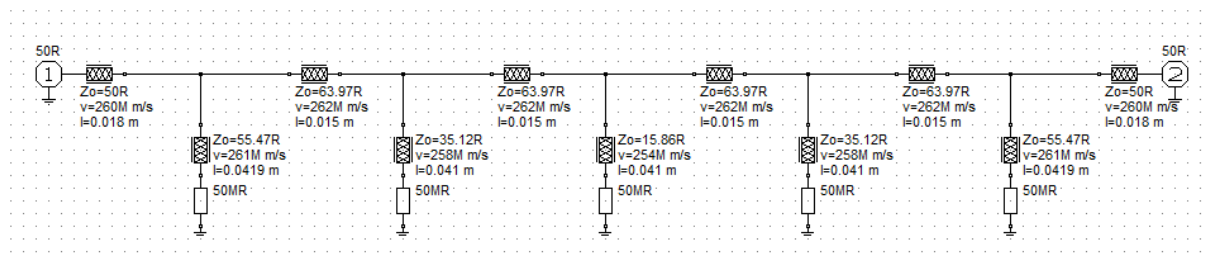 50R
50R
1
2
Zo=50R
v=260M m/s
l=0.018 m
Zo=63.97R
v=262M m/s
l=0.015 m
Zo=63.97R
v=262M m/s
l=0.015 m
Zo=63.97R
v=262M m/s
l=0.015 m
Zo=63.97R
v=262M m/s
l=0.015 m
Zo=50R
v=260M m/s
l=0.018 m
Zo=55.47R
v=261M m/s
l=0.0419 m
50MR
Zo=35.12R
v=258M m/s
l=0.041 m
50MR
Zo=15.86R
v=254M m/s
l=0.041 m
50MR
Zo=35.12R
v=258M m/s
l=0.041 m
50MR
Zo=55.47R
v=261M m/s
l=0.0419 m
50MR